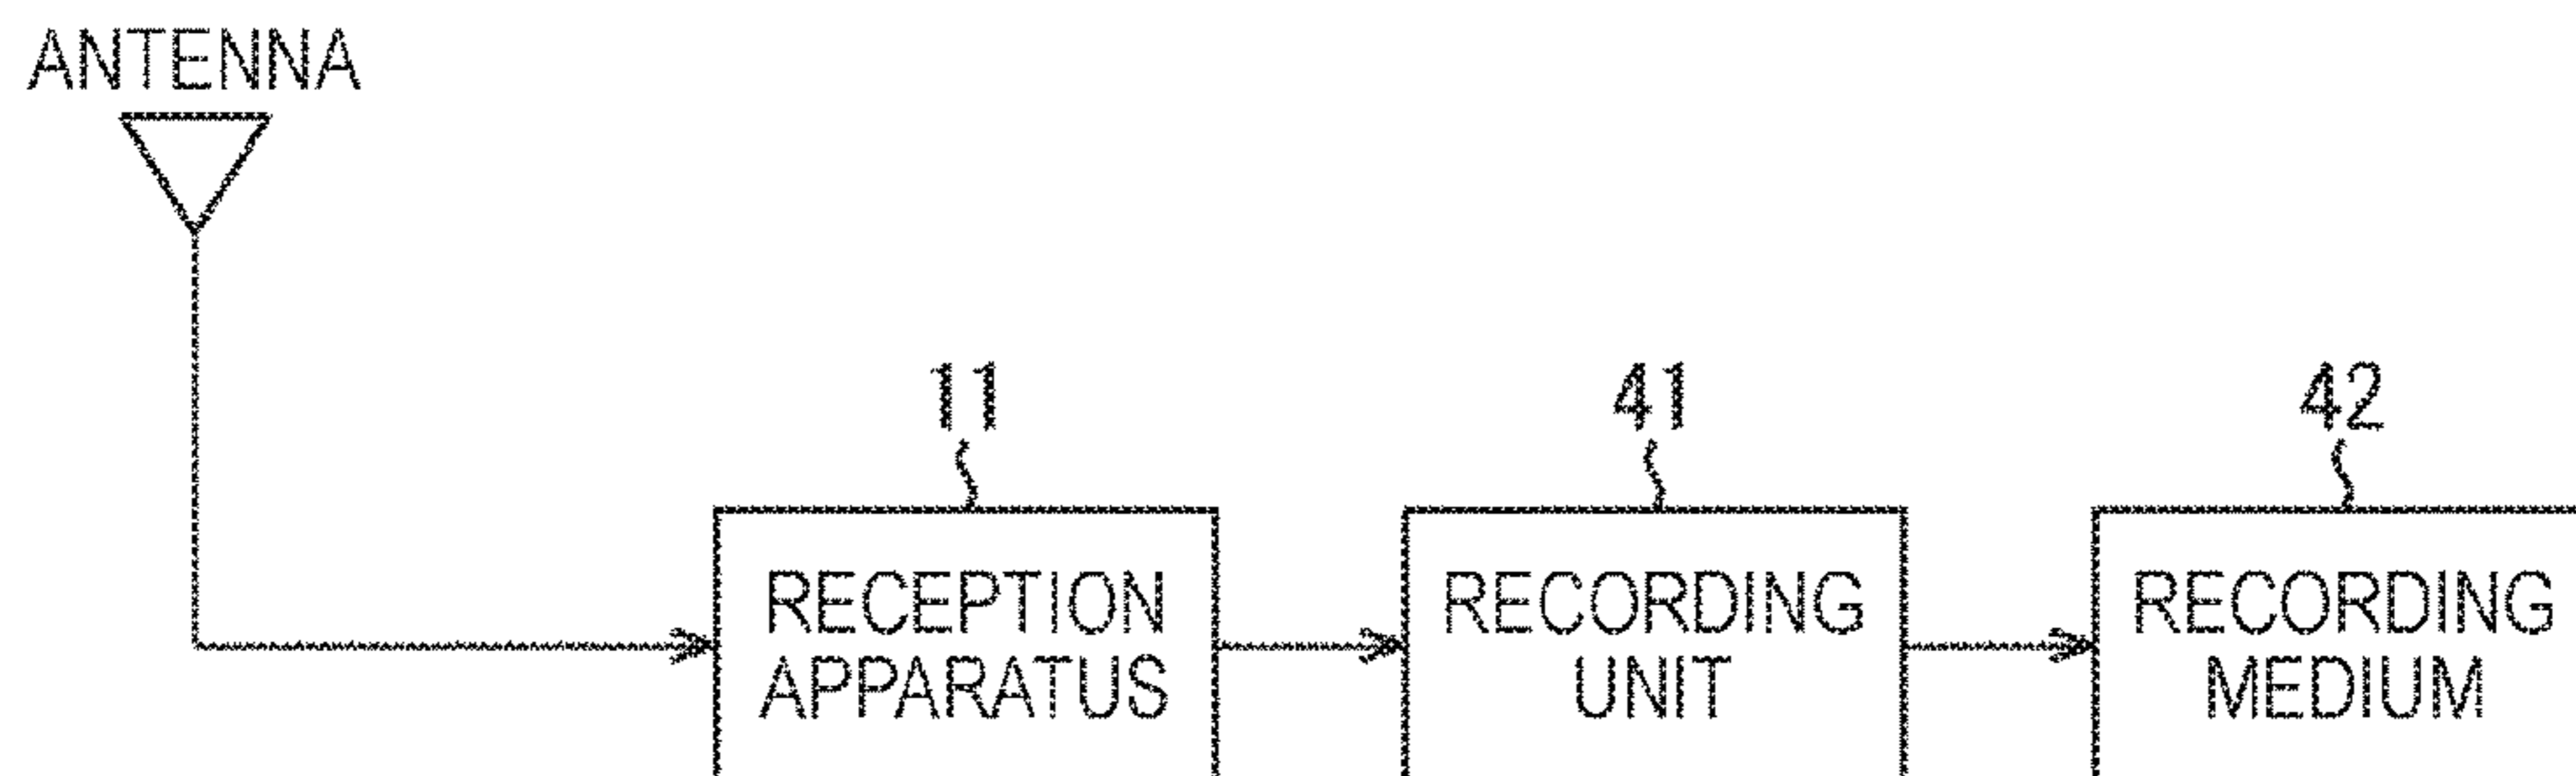 ANTENNA
11
41
42
RECEPTION
APPARATUS
RECORDING
UNIT
RECORDING
MEDIUM